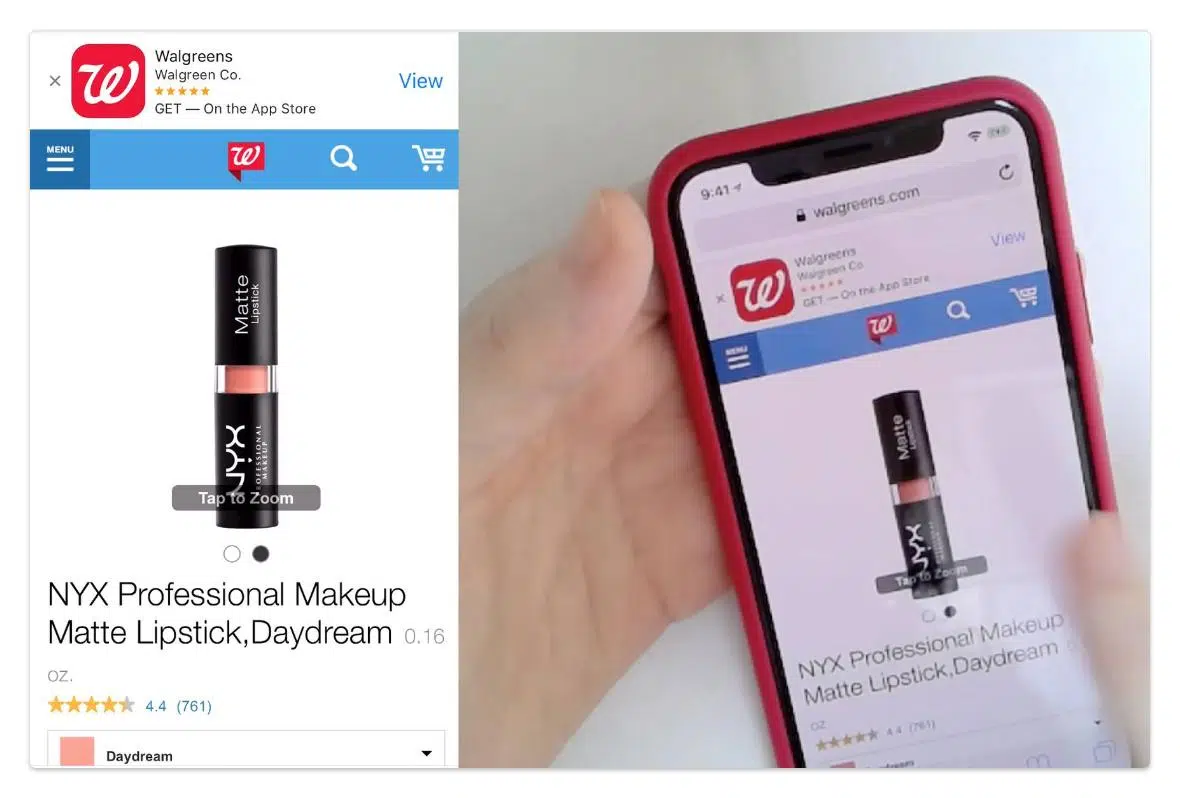 Walgreens
Walgreen Co.
View
GET — On the App Store
MENU
W
Matte
Lipstick
NYX
PROFESSIONAL
MAKEUP
Tap to Zoom
NYX Professional Makeup
Matte Lipstick,Daydream 0.16
oz.
4.4 (761)
Daydream
9:41
walgreens.com
Walgreens
Walgreen Co.
View
GET — On the App Store
MENU
W
Matte
Lipstick
NYX
Tap to Zoom
NYX Professional Makeup
Matte Lipstick,Daydream
oz
4.4 (761)
Daydream